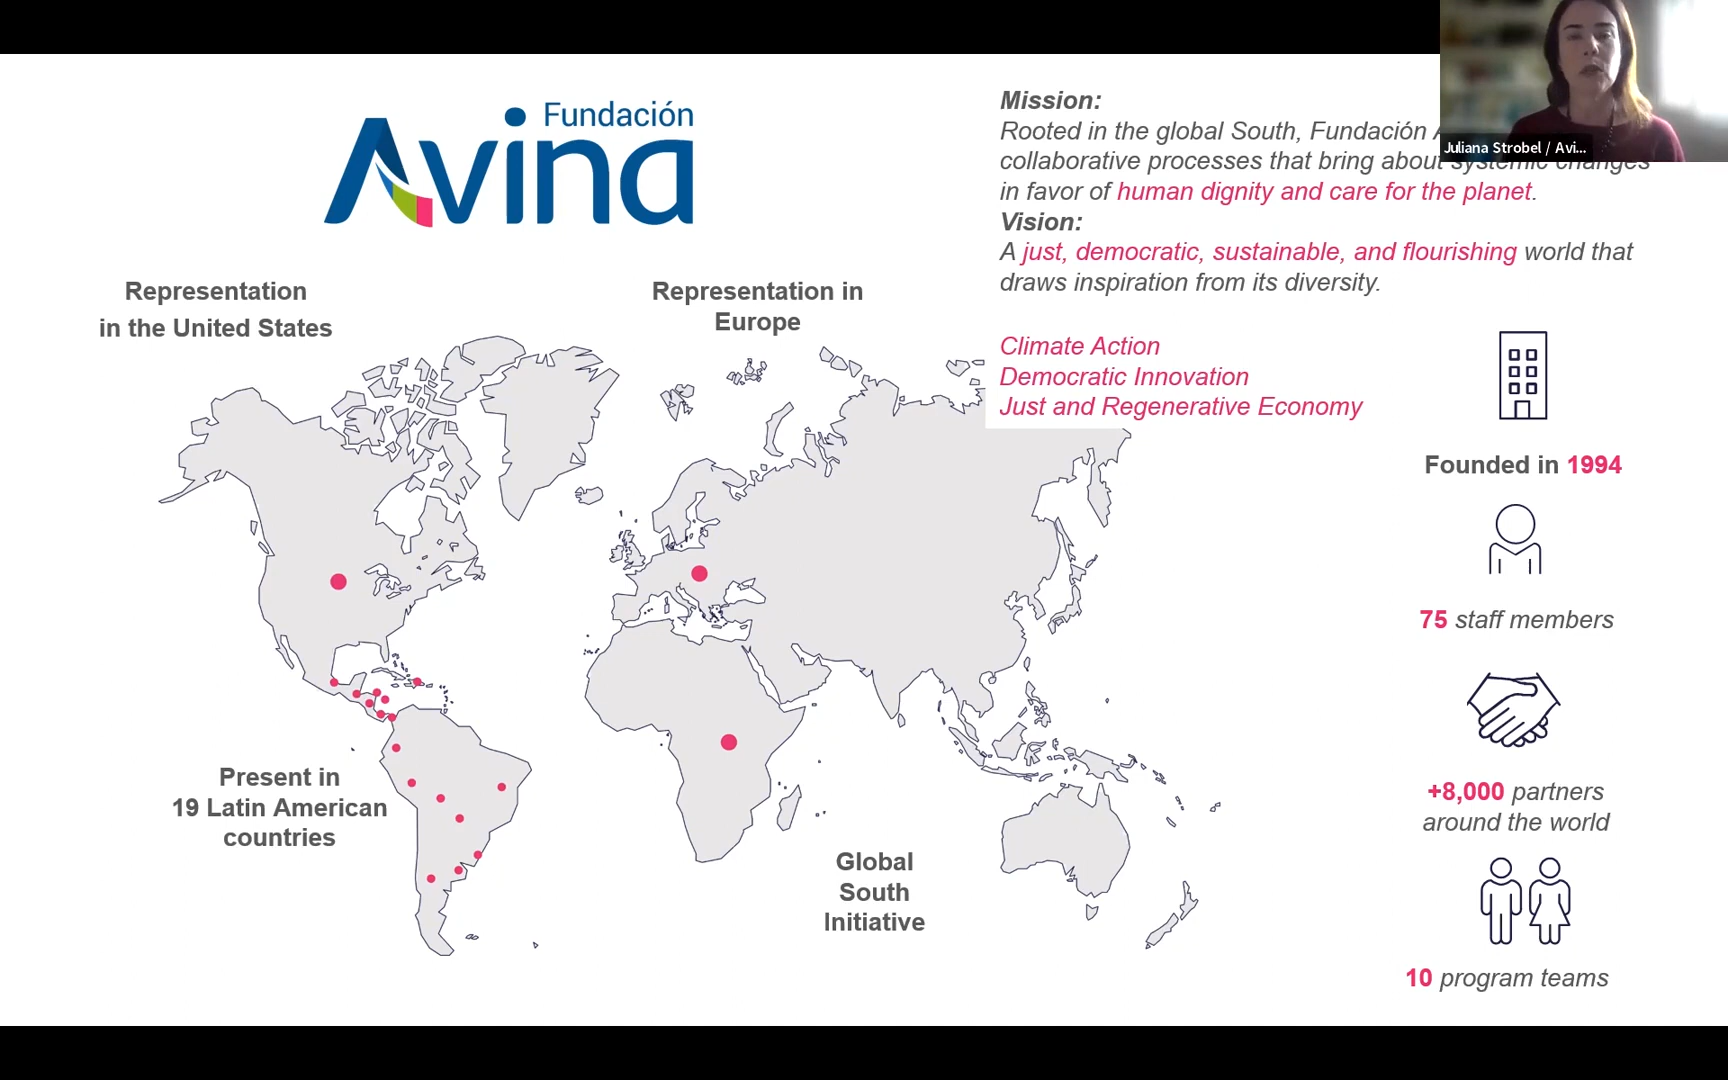 Fundación
Avina
Mission:
Rooted in the global South, Fundación
collaborative processes that bring about systemic changes
in favor of human dignity and care for the planet.
Vision:
A just, democratic, sustainable, and flourishing world that
draws inspiration from its diversity.
Juliana Strobel / Avi...
Representation
in the United States
Representation in
Europe
Climate Action
Democratic Innovation
Just and Regenerative Economy
Founded in 1994
75 staff members
Present in
19 Latin American
countries
+8,000 partners
around the world
Global
South
Initiative
10 program teams